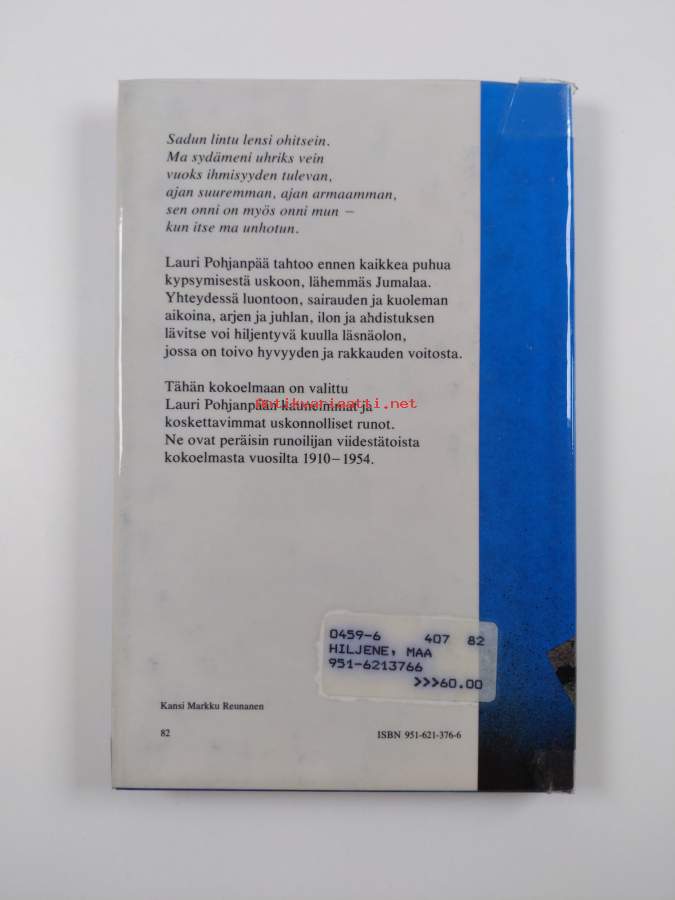 Sadun lintu lensi ohitsein.
Ma sydämeni uhriks vein
vuoks ihmisyyden tulevan,
ajan suuremman, ajan armaamman,
sen onni on myös onni mun –
kun itse ma unhotun.
Lauri Pohjanpää tahtoo ennen kaikkea puhua
kypsymisestä uskoon, lähemmäs Jumalaa.
Yhteydessä luontoon, sairauden ja kuoleman
aikoina, arjen ja juhlan, ilon ja ahdistuksen
lävitse voi hiljentyvä kuulla läsnäolon,
jossa on toivo hyvyyden ja rakkauden voitosta.
Tähän kokoelmaan on valittu
Lauri Pohjanpään kauneimmat ja
antikvariaatti.net
koskettavimmat uskonnolliset runot.
Ne ovat peräisin runoilijan viidestätoista
kokoelmasta vuosilta 1910–1954.
0459-6 407 82
HILJENE, MAA
951-6213766
>>>60.00
Kansi Markku Reunanen
82 ISBN 951-621-376-6